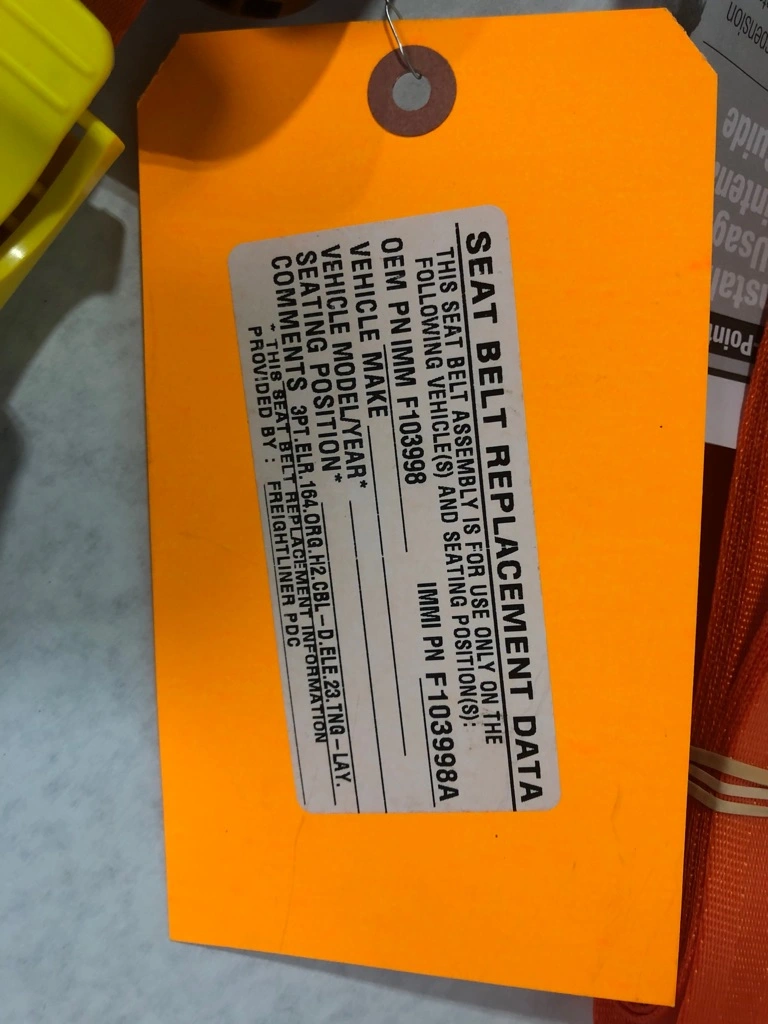 SEAT BELT REPLACEMENT DATA
THIS SEAT BELT ASSEMBLY IS FOR USE ONLY ON THE
FOLLOWING VEHICLE(S) AND SEATING POSITION(S):
OEM PN IMM F103998 IMMI PN F103998A
VEHICLE MAKE
VEHICLE MODEL/YEAR*
SEATING POSITION*
COMMENTS 3PT.ELR.164.ORG.H2.CBL-D.ELE.23.TNG-LAY.
* THIS SEAT BELT REPLACEMENT INFORMATION
PROVIDED BY : FREIGHTLINER PDC
Guide